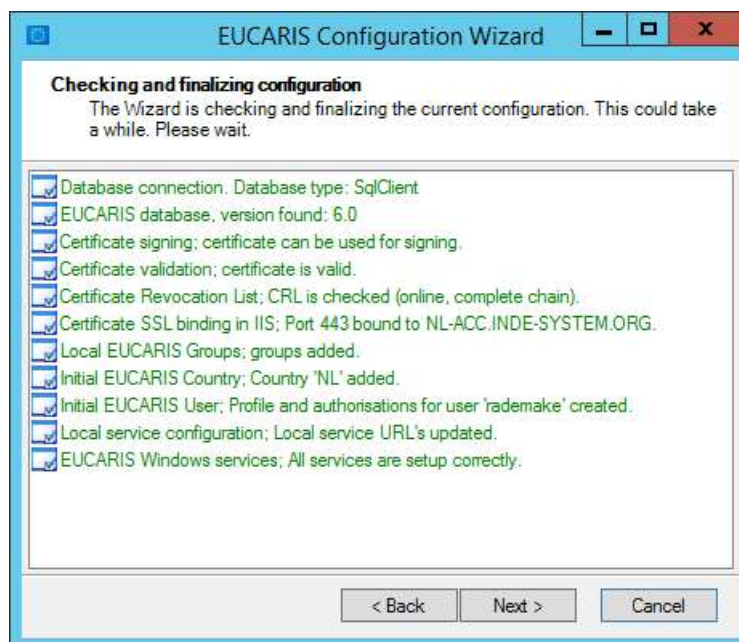 EUCARIS Configuration Wizard
Checking and finalizing configuration
The Wizard is checking and finalizing the current configuration. This could take
a while. Please wait.
Database connection. Database type: SqlClient
EUCARIS database, version found: 6.0
Certificate signing; certificate can be used for signing.
Certificate validation; certificate is valid.
Certificate Revocation List; CRL is checked (online, complete chain).
Certificate SSL binding in IIS; Port 443 bound to NL-ACC.INDE-SYSTEM.ORG.
Local EUCARIS Groups; groups added.
Initial EUCARIS Country; Country 'NL' added.
Initial EUCARIS User; Profile and authorisations for user 'rademake' created.
Local service configuration; Local service URL's updated.
EUCARIS Windows services; All services are setup correctly.
< Back Next > Cancel